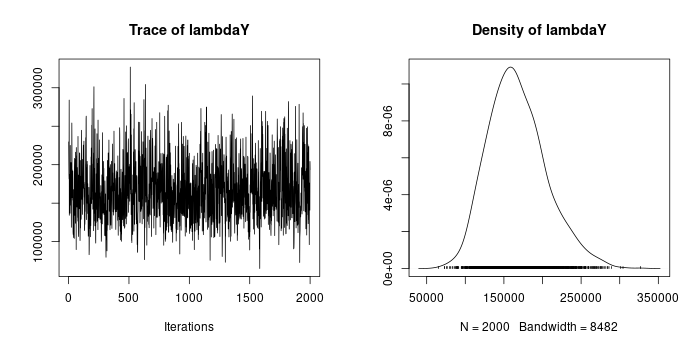 Trace of lambdaY
300000
200000
100000
0 500 1000 1500 2000
Iterations
Density of lambdaY
8e-06
4e-06
0e+00
50000 150000 250000 350000
N = 2000 Bandwidth = 8482